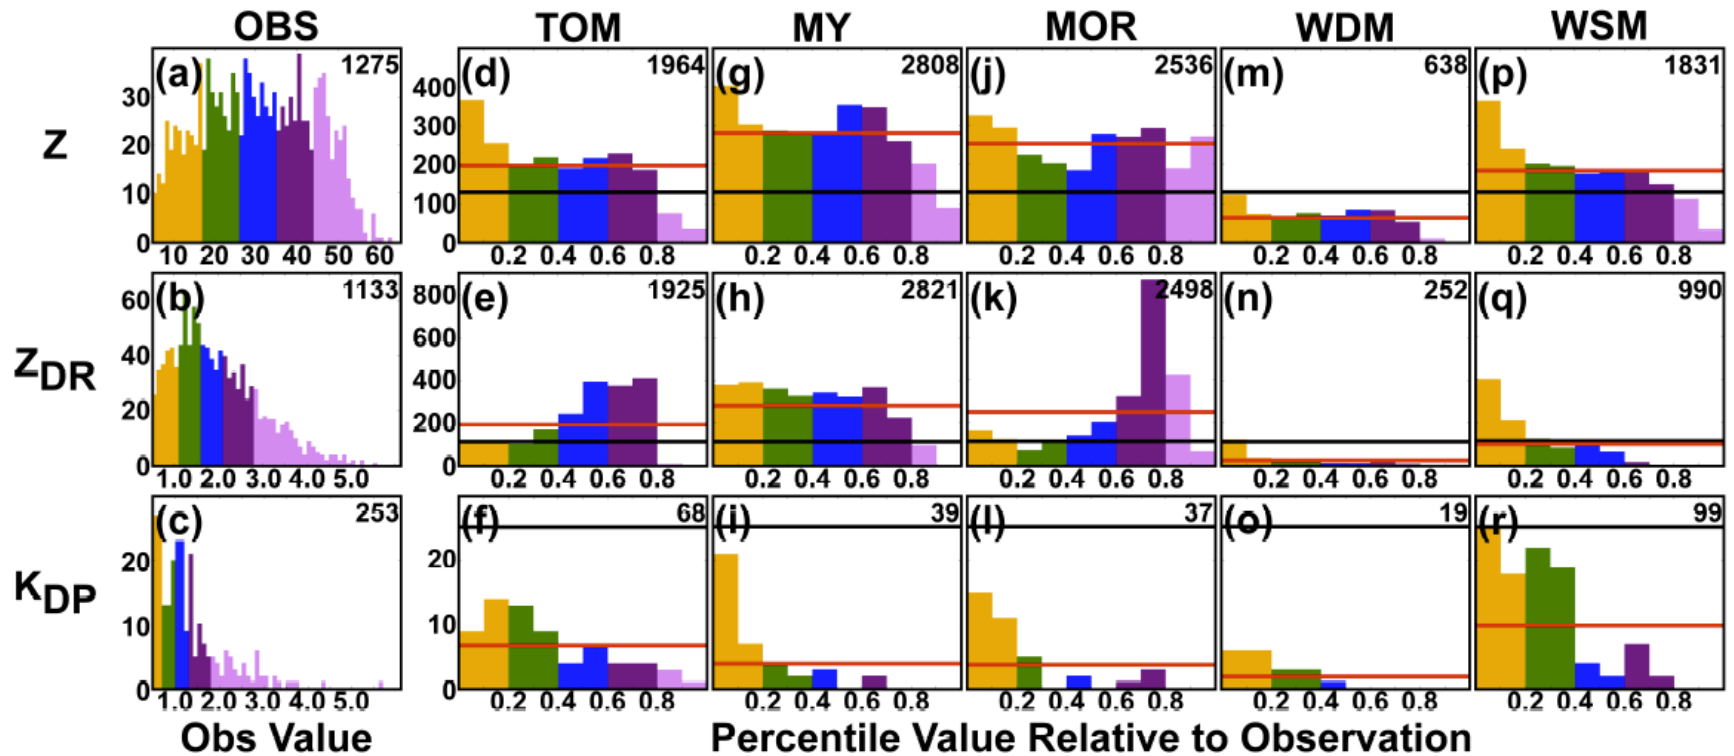 OBS TOM MY MOR WDM WSM
Z
(a) 1275
30
20
10
0
10 20 30 40 50 60
(d) 1964
400
300
200
100
0
0.2 0.4 0.6 0.8
(g) 2808
0.2 0.4 0.6 0.8
(j) 2536
0.2 0.4 0.6 0.8
(m) 638
0.2 0.4 0.6 0.8
(p) 1831
0.2 0.4 0.6 0.8
ZDR
(b) 1133
60
40
20
0
1.0 2.0 3.0 4.0 5.0
(e) 1925
800
600
400
200
0
0.2 0.4 0.6 0.8
(h) 2821
0.2 0.4 0.6 0.8
(k) 2498
0.2 0.4 0.6 0.8
(n) 252
0.2 0.4 0.6 0.8
(q) 990
0.2 0.4 0.6 0.8
KDP
(c) 253
20
10
0
1.0 2.0 3.0 4.0 5.0
(f) 68
20
10
0
0.2 0.4 0.6 0.8
(i) 39
0.2 0.4 0.6 0.8
(l) 37
0.2 0.4 0.6 0.8
(o) 19
0.2 0.4 0.6 0.8
(r) 99
0.2 0.4 0.6 0.8
Obs Value Percentile Value Relative to Observation